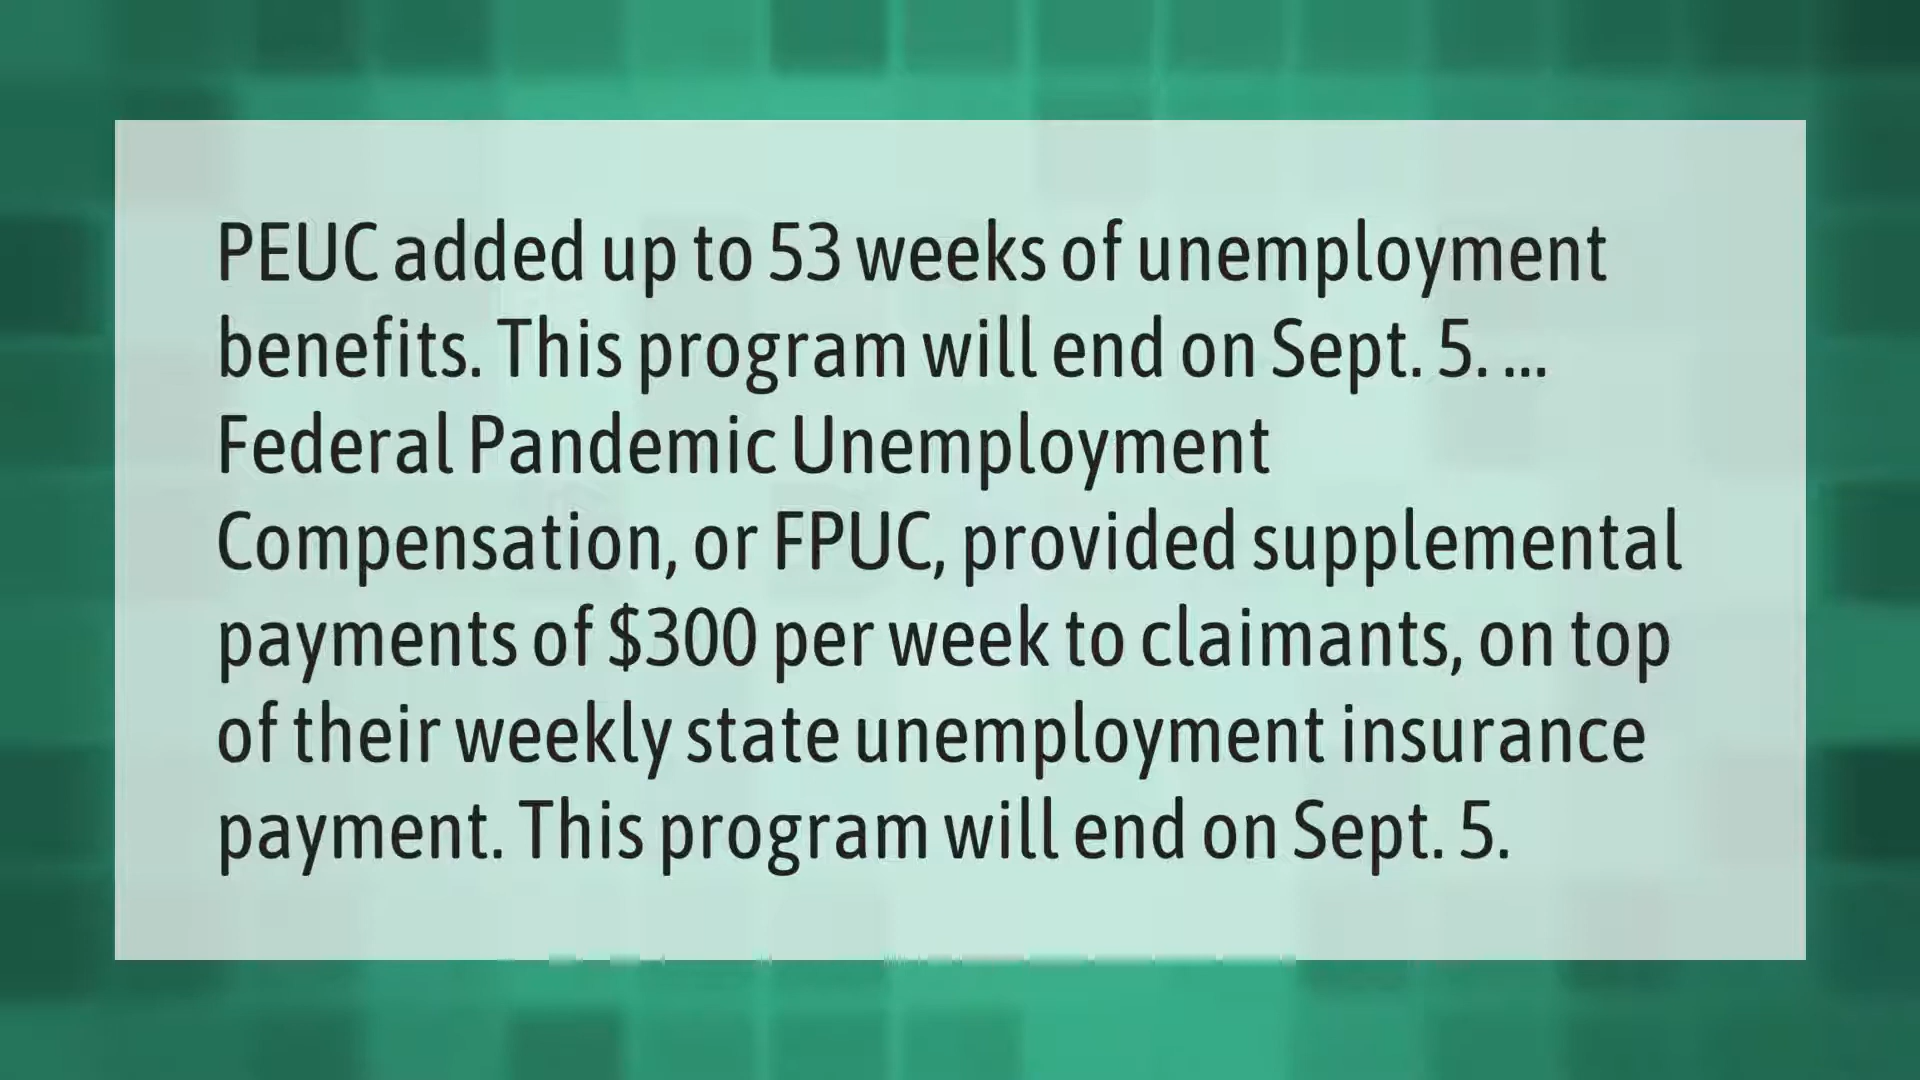 PEUC added up to 53 weeks of unemployment
benefits. This program will end on Sept. 5. ...
Federal Pandemic Unemployment
Compensation, or FPUC, provided supplemental
payments of $300 per week to claimants, on top
of their weekly state unemployment insurance
payment. This program will end on Sept. 5.